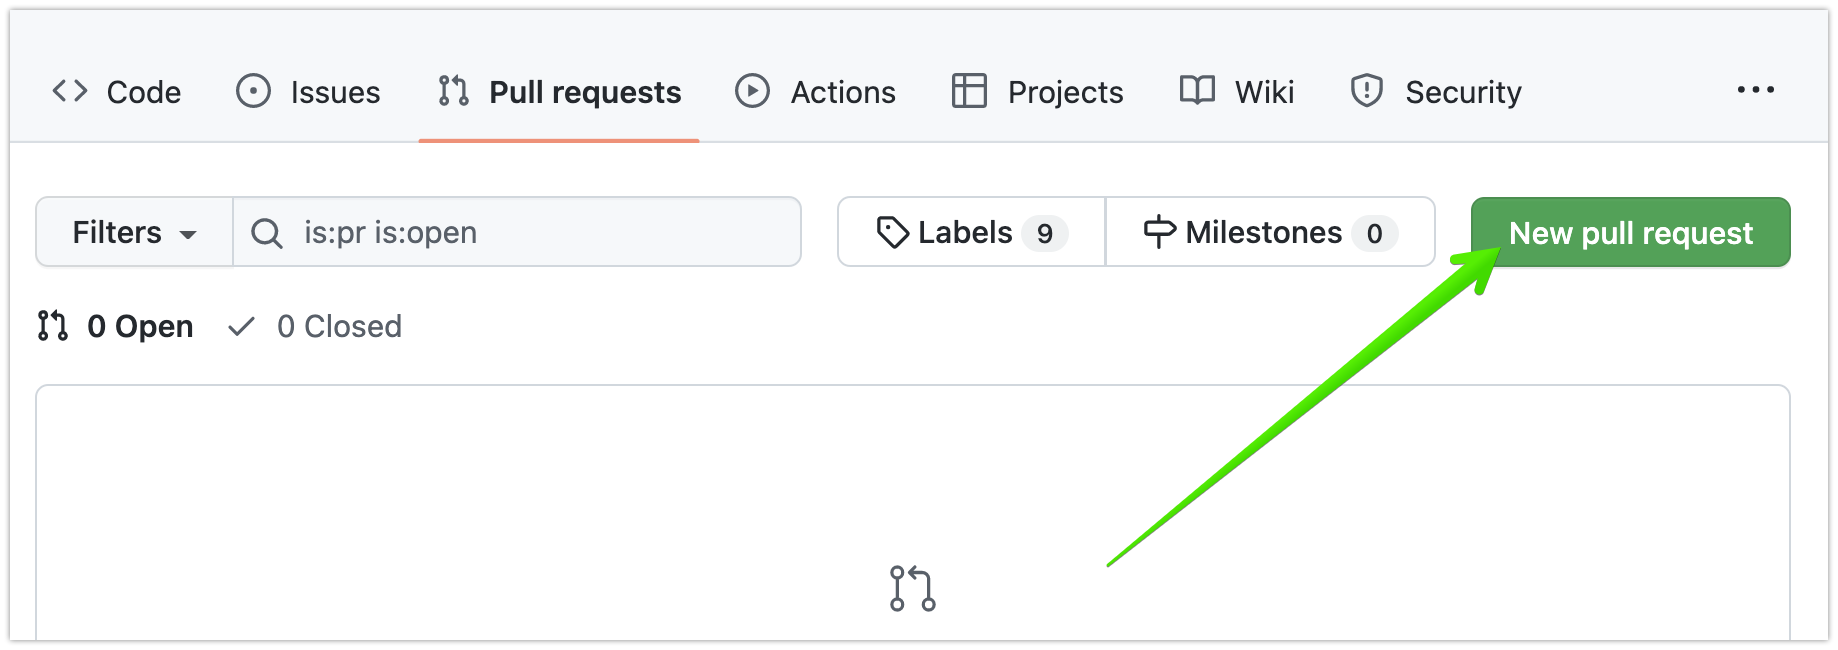 Code Issues Pull requests Actions Projects Wiki Security
Filters is:pr is:open Labels 9 Milestones 0 New pull request
0 Open 0 Closed